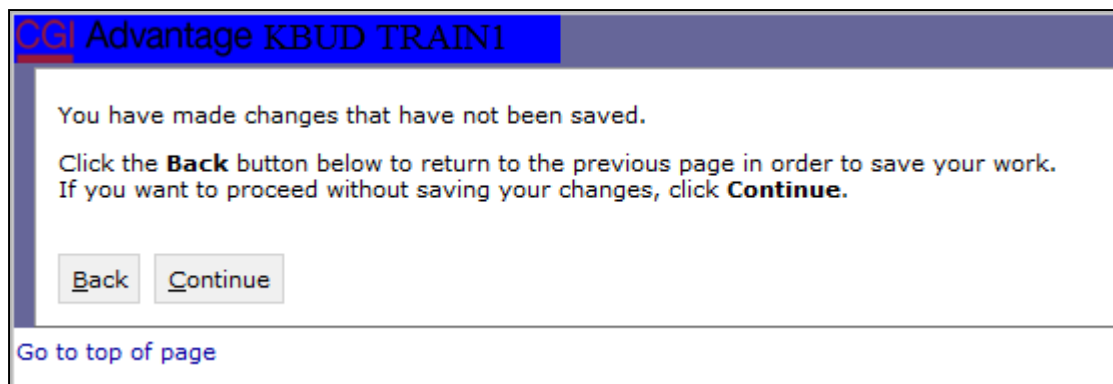 CGI Advantage KBUD TRAIN1
You have made changes that have not been saved.
Click the Back button below to return to the previous page in order to save your work.
If you want to proceed without saving your changes, click Continue.
Back Continue
Go to top of page